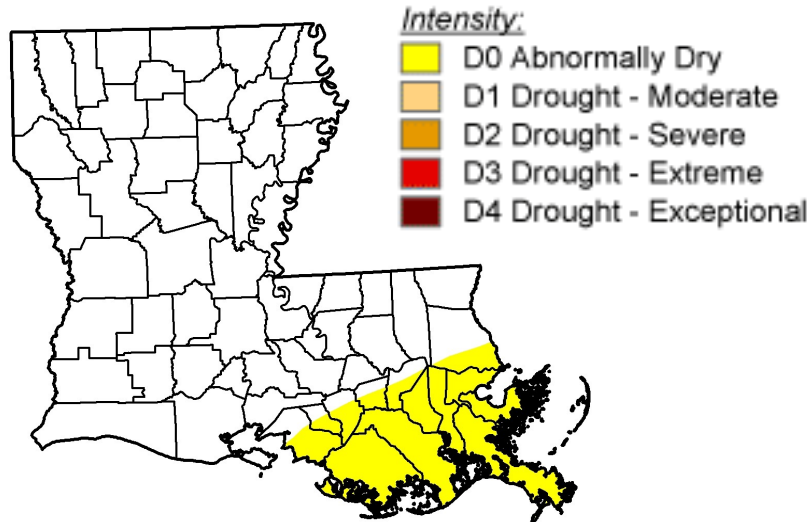 Intensity:
D0 Abnormally Dry
D1 Drought - Moderate
D2 Drought - Severe
D3 Drought - Extreme
D4 Drought - Exceptional